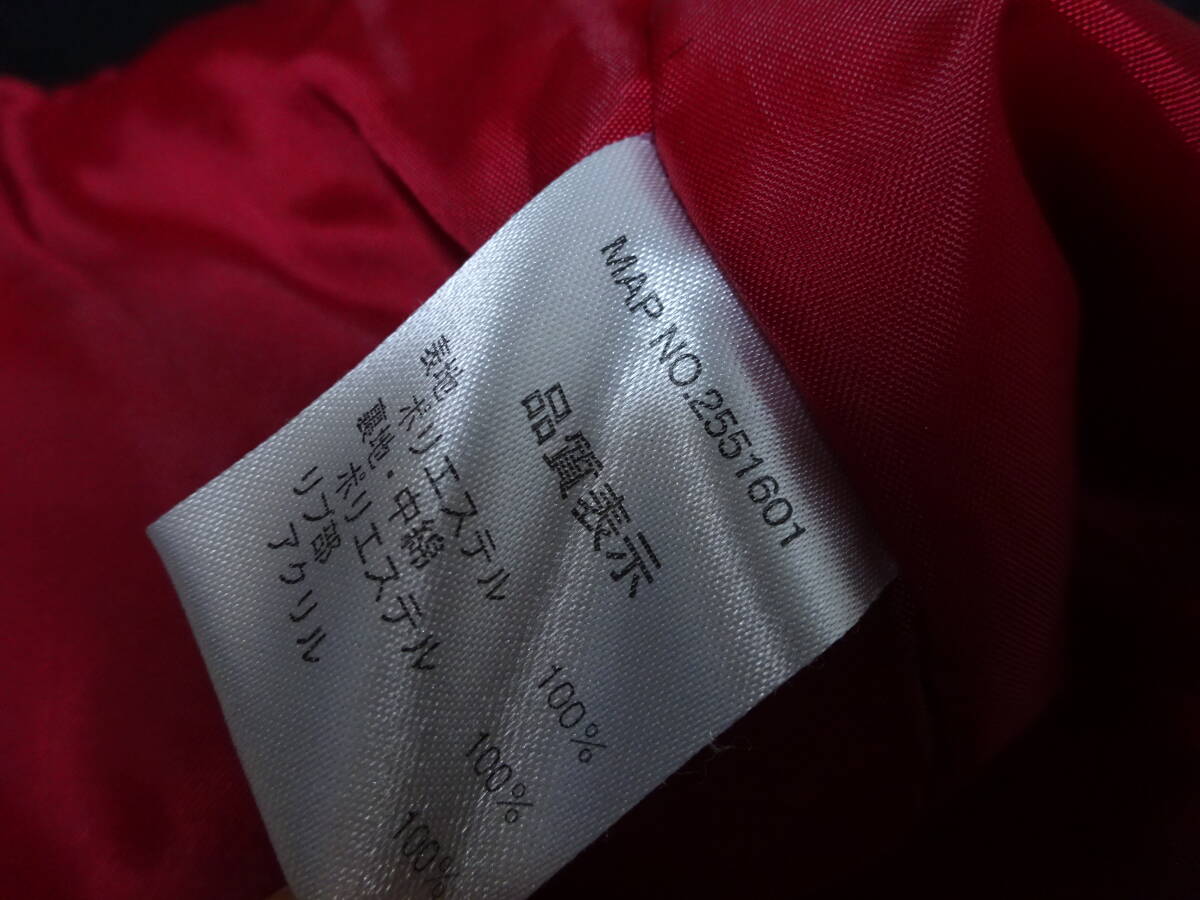 MAP NO.2551601
品質表示
表地 ポリエステル 100%
裏地・中綿
ポリエステル 100%
リブ部
アクリル 100%